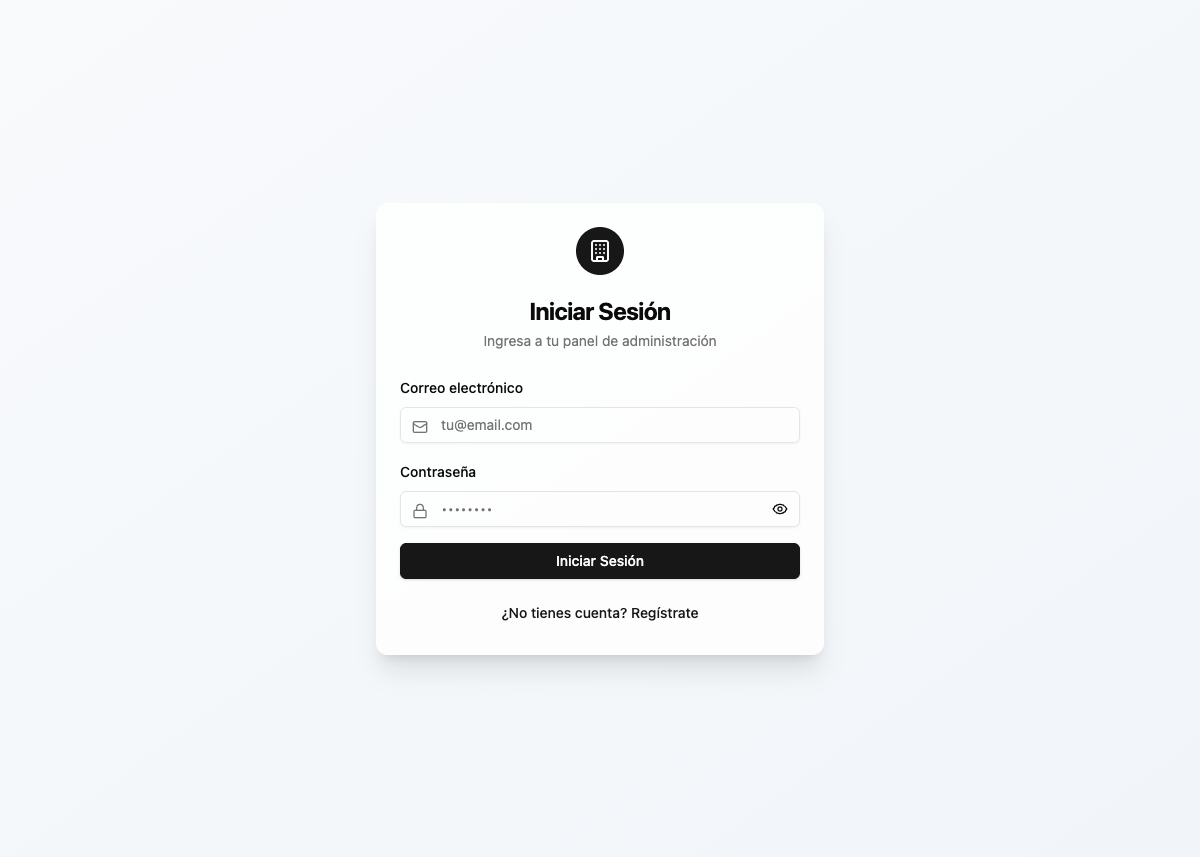 Iniciar Sesión
Ingresa a tu panel de administración
Correo electrónico
tu@email.com
Contraseña
••••••••
Iniciar Sesión
¿No tienes cuenta? Regístrate